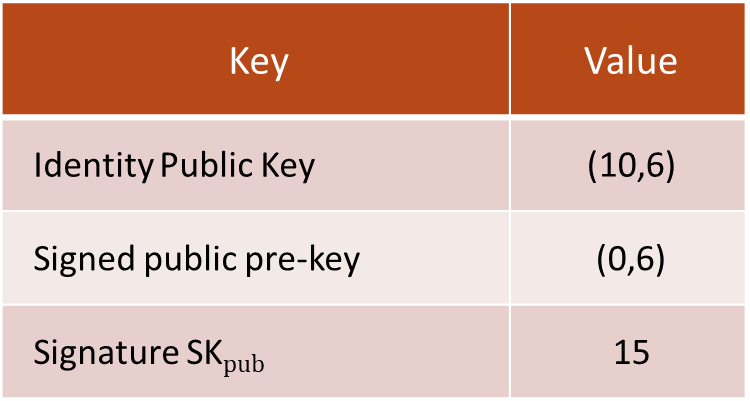 Key Value
Identity Public Key (10,6)
Signed public pre-key (0,6)
Signature SKpub 15